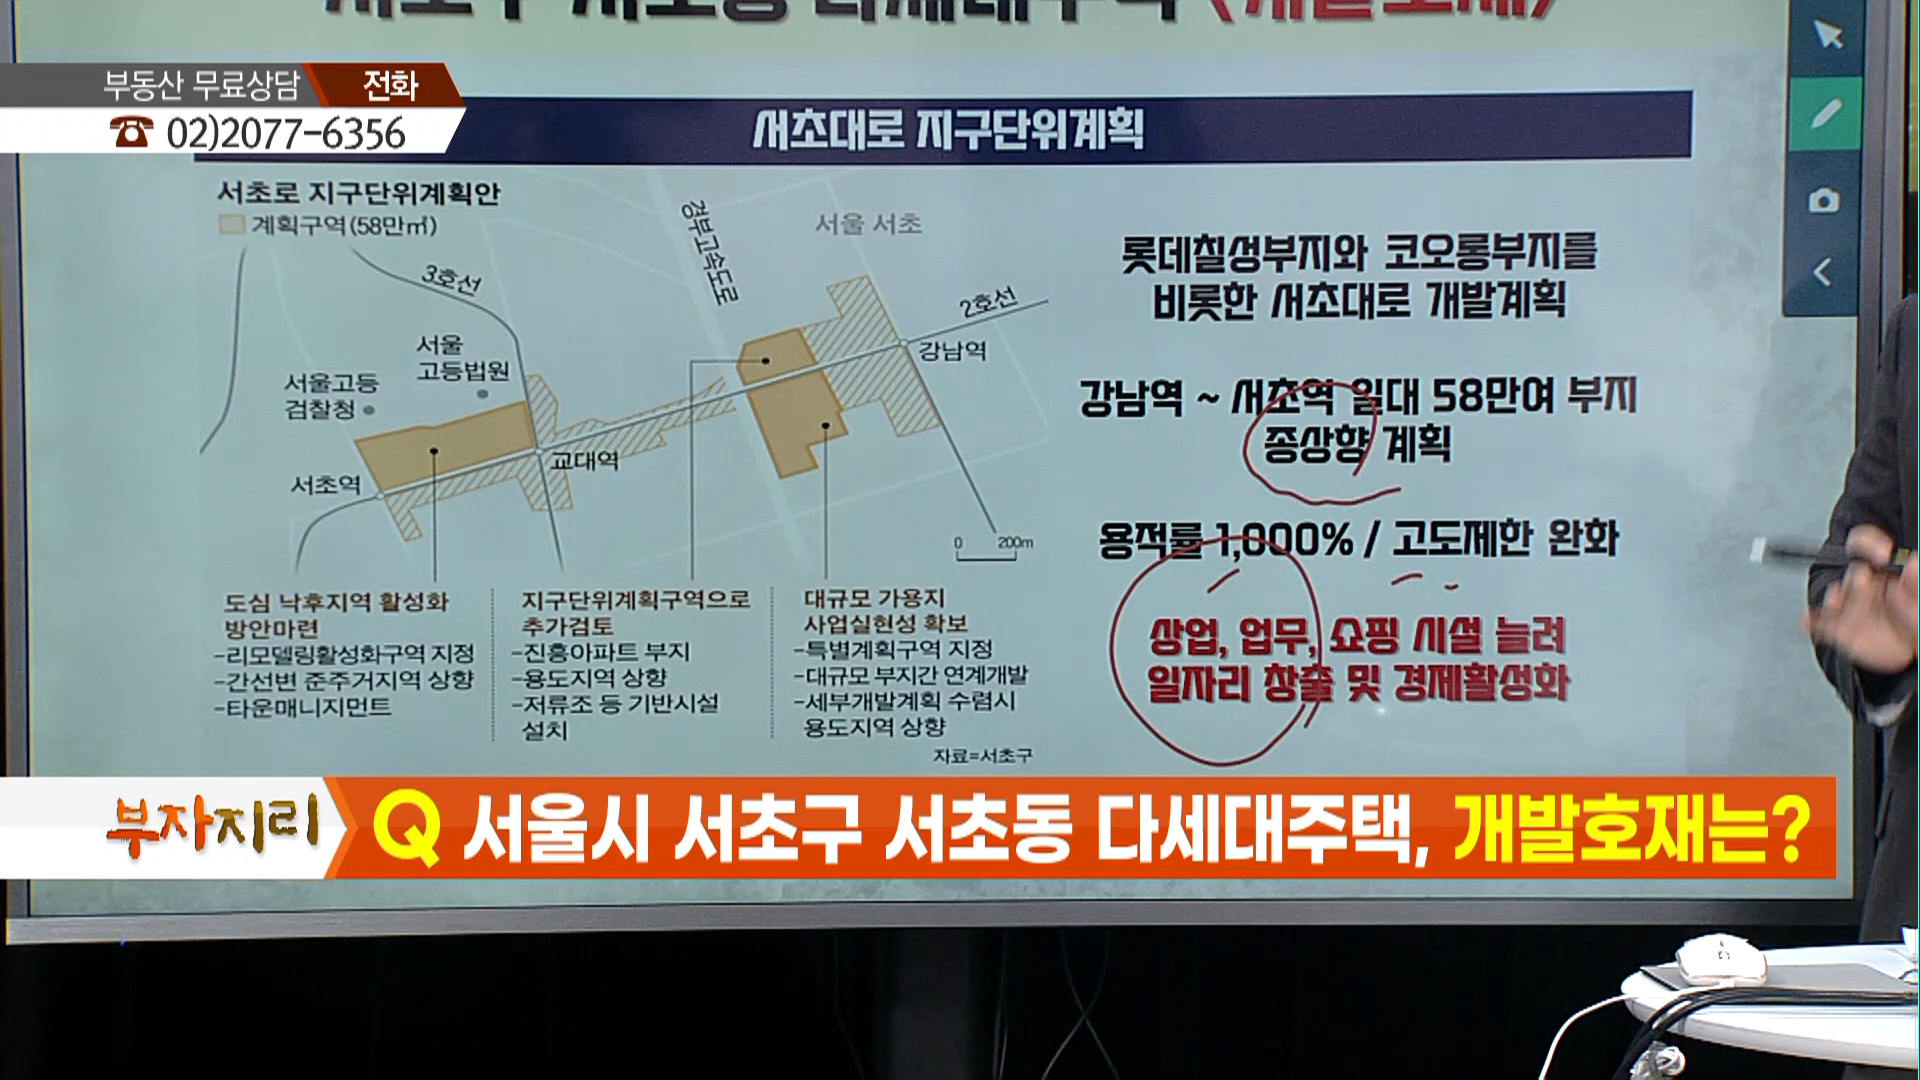 서초구 서초동 다세대주택 (개발호재)
부동산 무료상담 전화
☎ 02)2077-6356
서초대로 지구단위계획
서초로 지구단위계획안
계획구역(58만㎡)
3호선
경부고속도로
서울 서초
2호선
강남역
서울
고등법원
서울고등
검찰청
서초역
교대역
0 200m
도심 낙후지역 활성화
방안마련
-리모델링활성화구역 지정
-간선변 준주거지역 상향
-타운매니지먼트
지구단위계획구역으로
추가검토
-진흥아파트 부지
-용도지역 상향
-저류조 등 기반시설
설치
대규모 가용지
사업실현성 확보
-특별계획구역 지정
-대규모 부지간 연계개발
-세부개발계획 수렴시
용도지역 상향
자료=서초구
롯데칠성부지와 코오롱부지를
비롯한 서초대로 개발계획
강남역 ~ 서초역 일대 58만여 부지
종상향 계획
용적률 1,000% / 고도제한 완화
상업, 업무, 쇼핑 시설 늘려
일자리 창출 및 경제활성화
부자지리
Q 서울시 서초구 서초동 다세대주택, 개발호재는?